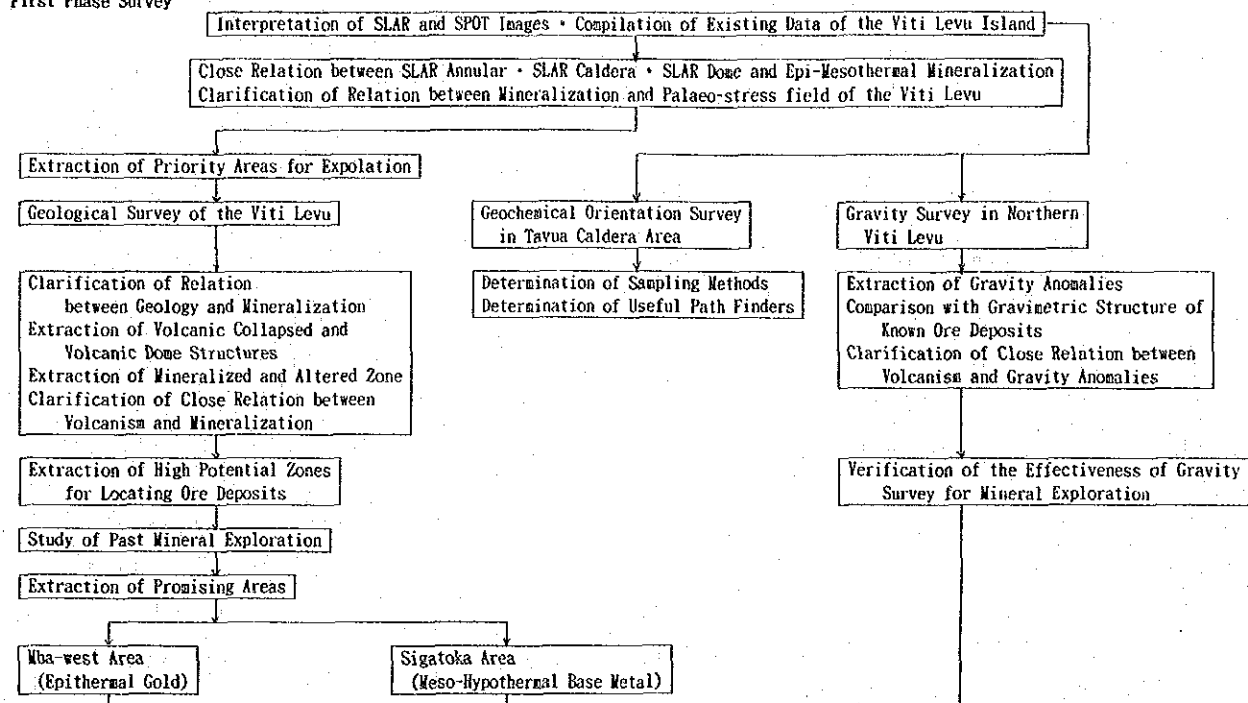 First Phase Survey
Interpretation of SLAR and SPOT Images・Compilation of Existing Data of the Viti Levu Island
Close Relation between SLAR Annular・SLAR Caldera・SLAR Dome and Epi-Mesothermal Mineralization
Clarification of Relation between Mineralization and Palaeo-stress field of the Viti Levu
Extraction of Priority Areas for Expolation
Geological Survey of the Viti Levu
Geochemical Orientation Survey
in Tavua Caldera Area
Gravity Survey in Northern
Viti Levu
Clarification of Relation
between Geology and Mineralization
Extraction of Volcanic Collapsed and
Volcanic Dome Structures
Extraction of Mineralized and Altered Zone
Clarification of Close Relation between
Volcanism and Mineralization
Determination of Sampling Methods
Determination of Useful Path Finders
Extraction of Gravity Anomalies
Comparison with Gravimetric Structure of
Known Ore Deposits
Clarification of Close Relation between
Volcanism and Gravity Anomalies
Extraction of High Potential Zones
for Locating Ore Deposits
Verification of the Effectiveness of Gravity
Survey for Mineral Exploration
Study of Past Mineral Exploration
Extraction of Promising Areas
Mba-west Area
(Epithermal Gold)
Sigatoka Area
(Meso-Hypothermal Base Metal)